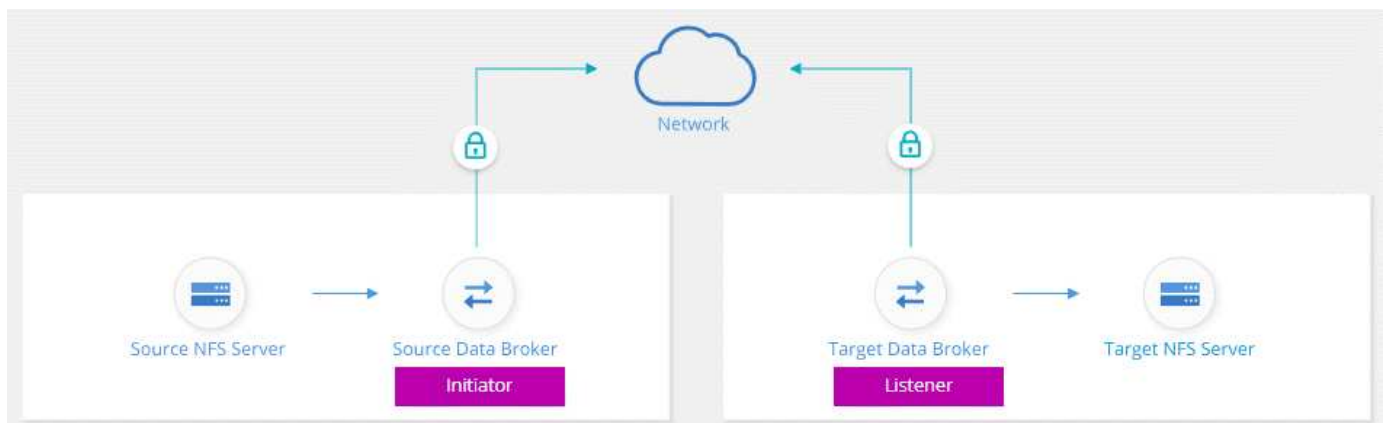 Network
Source NFS Server
Source Data Broker
Target Data Broker
Target NFS Server
Initiator
Listener